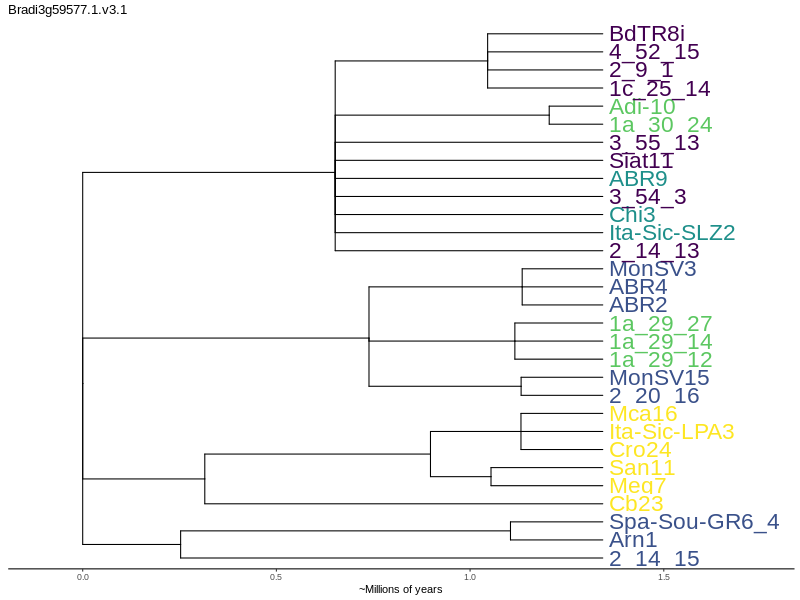 Bradi3g59577.1.v3.1
BdTR8i
4_52_15
2_9_1
1c_25_14
Adi-10
1a_30_24
3_55_13
Siat11
ABR9
3_54_3
Chi3
Ita-Sic-SLZ2
2_14_13
MonSV3
ABR4
ABR2
1a_29_27
1a_29_14
1a_29_12
MonSV15
2_20_16
Mca16
Ita-Sic-LPA3
Cro24
San11
Meg7
Cb23
Spa-Sou-GR6_4
Arn1
2_14_15
0.0 0.5 1.0 1.5
~Millions of years